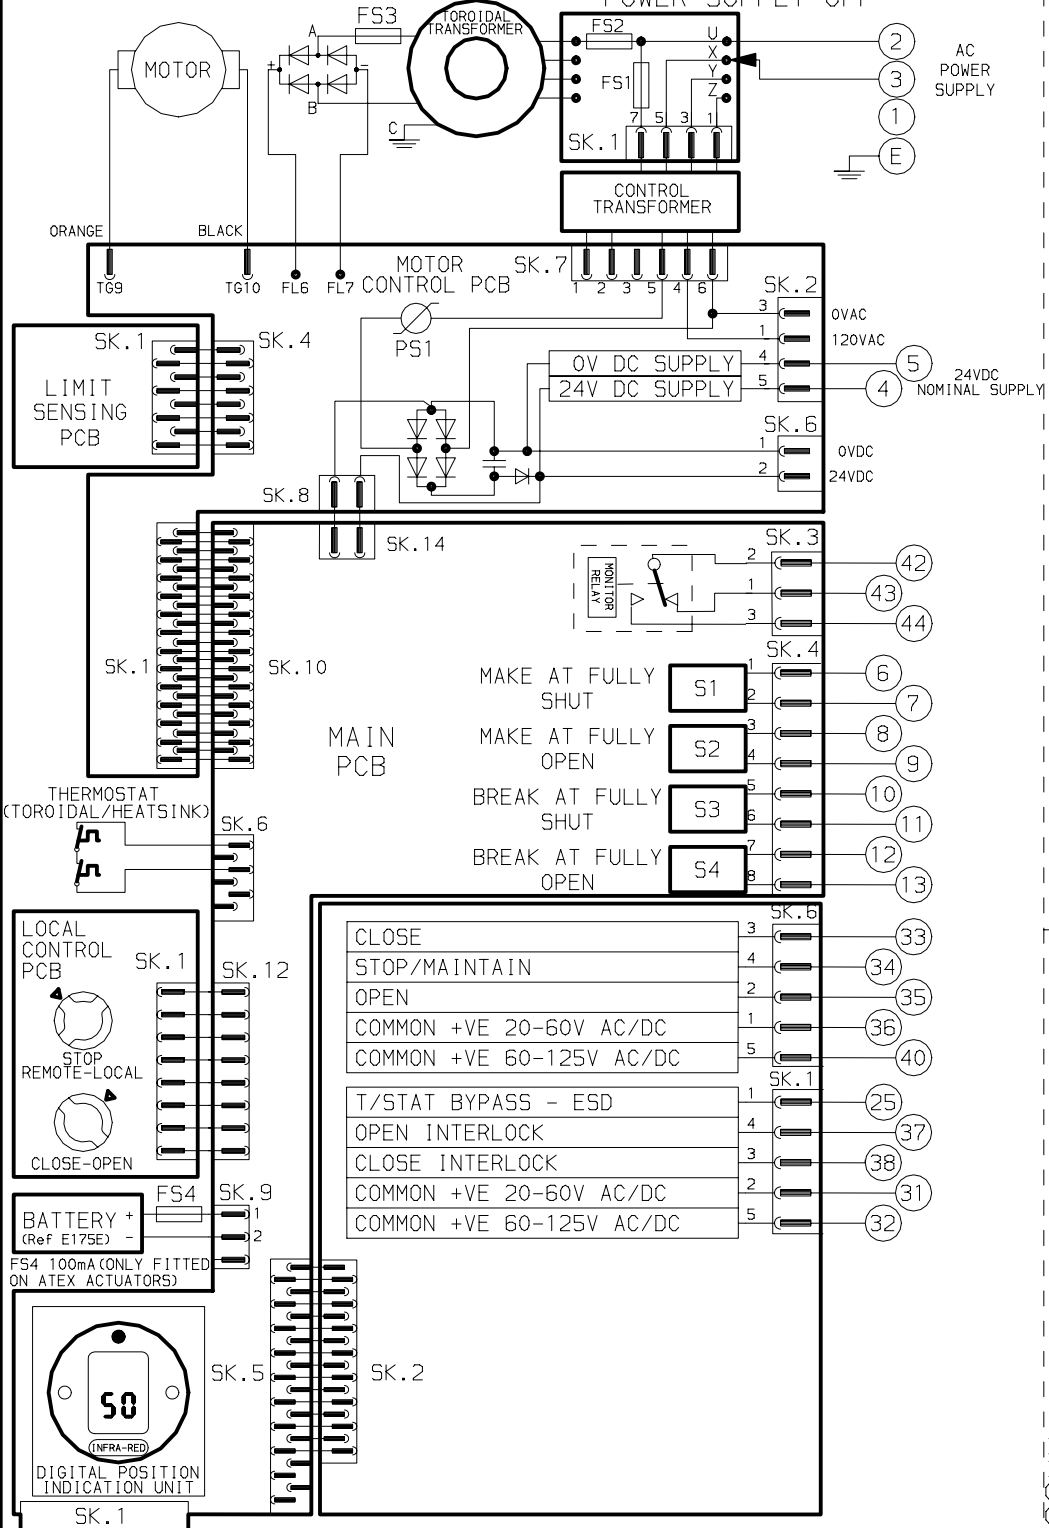 POWER SUPPLY OFF
FS3
TOROIDAL
TRANSFORMER
FS2
MOTOR
A
+
-
B
C
FS1
U
X
Y
Z
7 5 3 1
SK.1
2
3
1
E
AC
POWER
SUPPLY
CONTROL
TRANSFORMER
ORANGE
BLACK
TG9
TG10
FL6
FL7
MOTOR
CONTROL PCB
SK.7
1 2 3 5 4 6
SK.2
3
0VAC
1
120VAC
PS1
0V DC SUPPLY
4
5
24V DC SUPPLY
5
4
24VDC
NOMINAL SUPPLY
SK.1
SK.4
LIMIT
SENSING
PCB
SK.6
1
0VDC
2
24VDC
SK.8
SK.14
SK.3
MONITOR
RELAY
2
42
1
43
3
44
SK.1
SK.10
MAIN
PCB
SK.4
MAKE AT FULLY
SHUT
S1
1
6
2
7
MAKE AT FULLY
OPEN
S2
3
8
4
9
BREAK AT FULLY
SHUT
S3
5
10
6
11
BREAK AT FULLY
OPEN
S4
7
12
8
13
THERMOSTAT
(TOROIDAL/HEATSINK)
SK.6
SK.6
CLOSE
3
33
STOP/MAINTAIN
4
34
OPEN
2
35
COMMON +VE 20-60V AC/DC
1
36
COMMON +VE 60-125V AC/DC
5
40
LOCAL
CONTROL
PCB
SK.1
SK.12
STOP
REMOTE-LOCAL
CLOSE-OPEN
SK.1
T/STAT BYPASS - ESD
1
25
OPEN INTERLOCK
4
37
CLOSE INTERLOCK
3
38
COMMON +VE 20-60V AC/DC
2
31
COMMON +VE 60-125V AC/DC
5
32
FS4
SK.9
BATTERY
(Ref E175E)
+
-
1
2
FS4 100mA(ONLY FITTED
ON ATEX ACTUATORS)
SK.5
SK.2
50
INFRA-RED
DIGITAL POSITION
INDICATION UNIT
SK.1